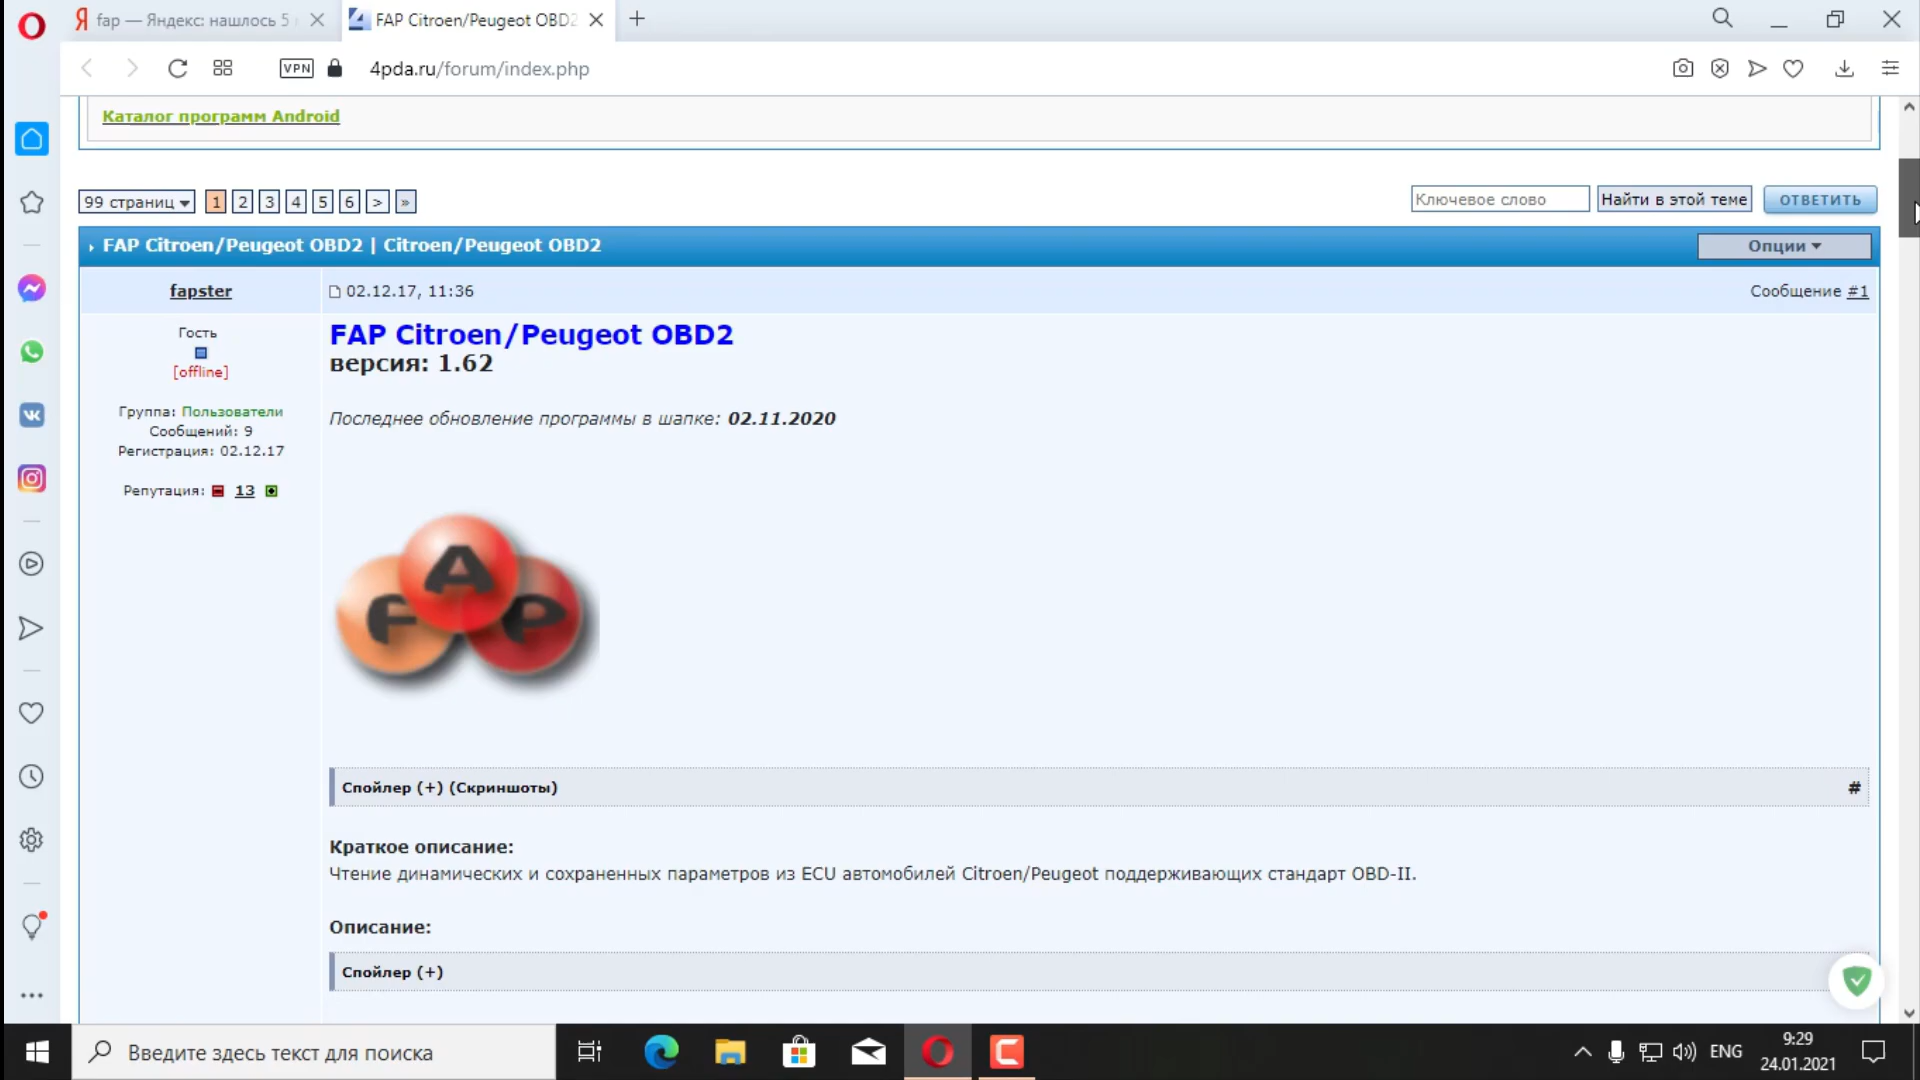 fap — Яндекс: нашлось 5
FAP Citroen/Peugeot OBD2
VPN
4pda.ru/forum/index.php
Каталог программ Android
99 страниц
1 2 3 4 5 6 > »
Ключевое слово
Найти в этой теме
ОТВЕТИТЬ
FAP Citroen/Peugeot OBD2 | Citroen/Peugeot OBD2
Опции
fapster
02.12.17, 11:36
Сообщение #1
Гость
[offline]
Группа: Пользователи
Сообщений: 9
Регистрация: 02.12.17
Репутация: 13
FAP Citroen/Peugeot OBD2
версия: 1.62
Последнее обновление программы в шапке: 02.11.2020
FAP
Спойлер (+) (Скриншоты)
#
Краткое описание:
Чтение динамических и сохраненных параметров из ECU автомобилей Citroen/Peugeot поддерживающих стандарт OBD-II.
Описание:
Спойлер (+)
Введите здесь текст для поиска
ENG
9:29
24.01.2021